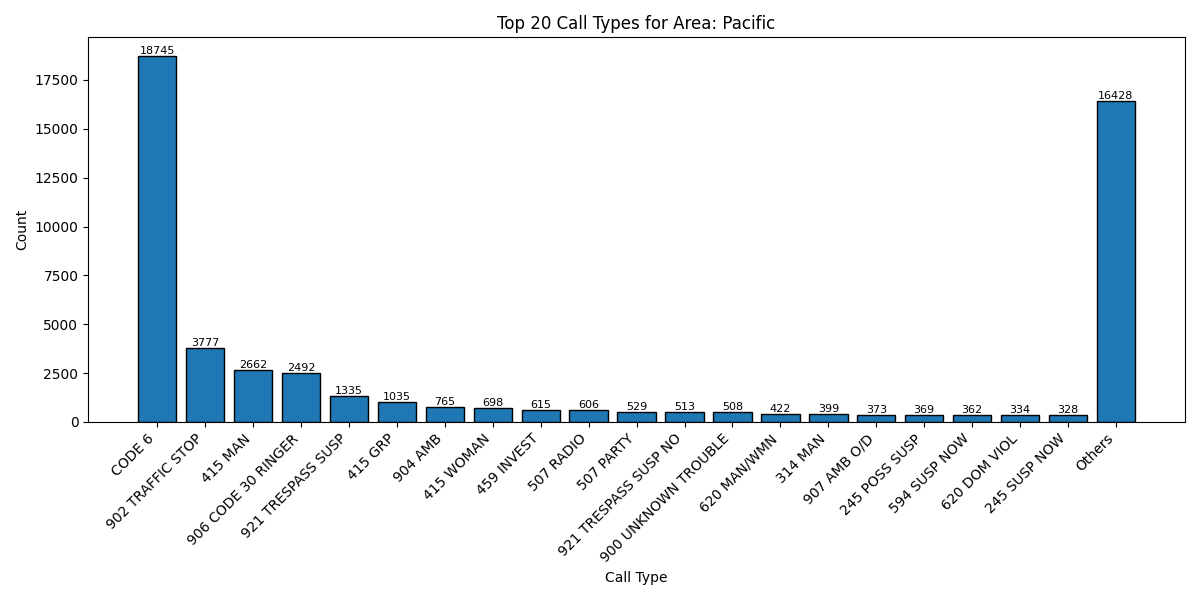 Top 20 Call Types for Area: Pacific
18745
16428
17500
15000
12500
10000
7500
5000
2500
0
Count
3777
2662
2492
1335
1035
765
698
615
606
529
513
508
422
399
373
369
362
334
328
CODE 6
902 TRAFFIC STOP
415 MAN
906 CODE 30 RINGER
921 TRESPASS SUSP
415 GRP
904 AMB
415 WOMAN
459 INVEST
507 RADIO
507 PARTY
921 TRESPASS SUSP NO
900 UNKNOWN TROUBLE
620 MAN/WMN
314 MAN
907 AMB O/D
245 POSS SUSP
594 SUSP NOW
620 DOM VIOL
245 SUSP NOW
Others
Call Type